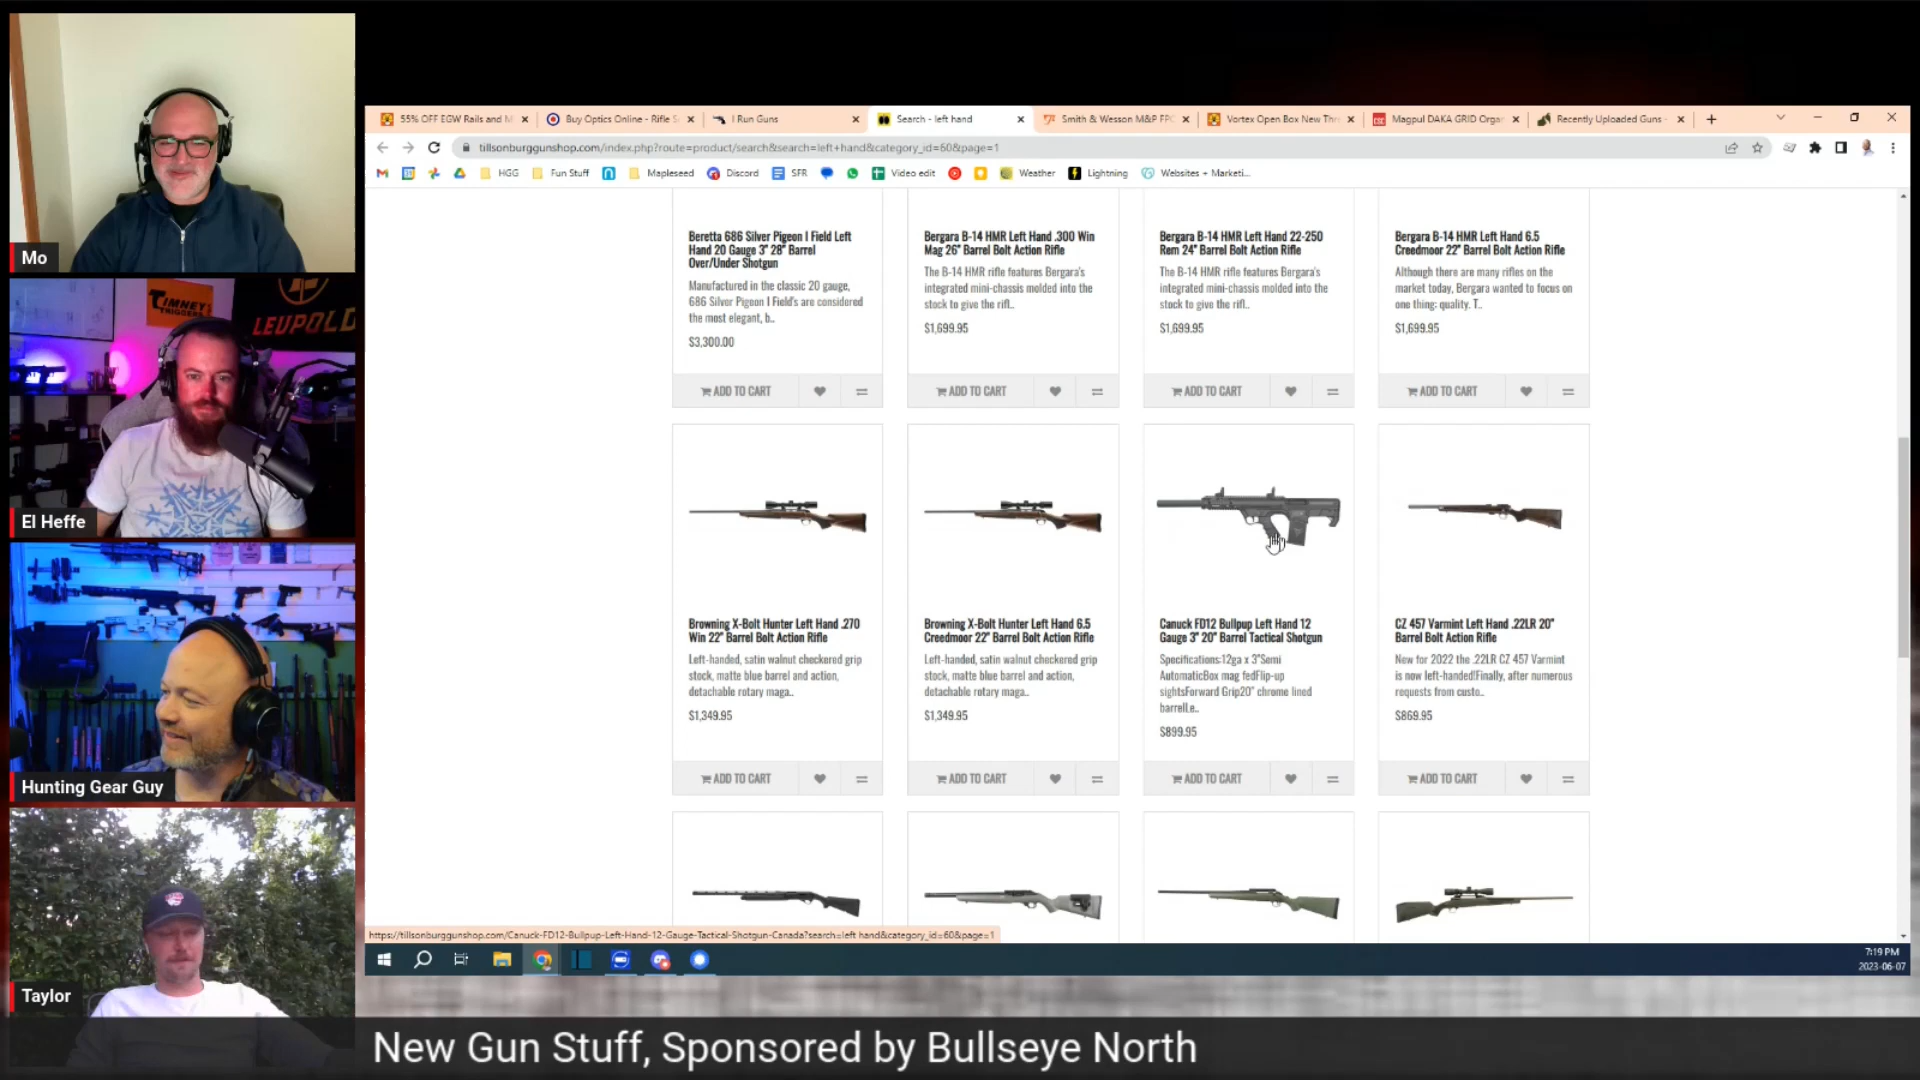 Mo
TIMNEY
TRIGGERS
LEUPOLD
El Heffe
Hunting Gear Guy
Taylor
55% OFF EGW Rails and M
Buy Optics Online - Rifle S
I Run Guns
Search - left hand
Smith & Wesson M&P FPC
Vortex Open Box New Thr
Magpul DAKA GRID Organ
Recently Uploaded Guns -
tillsonburggunshop.com/index.php?route=product/search&search=left+hand&category_id=60&page=1
HGG
Fun Stuff
Mapleseed
Discord
SFR
Video edit
Weather
Lightning
Websites + Marketi...
Beretta 686 Silver Pigeon I Field Left
Hand 20 Gauge 3" 28" Barrel
Over/Under Shotgun
Manufactured in the classic 20 gauge,
686 Silver Pigeon I Field's are considered
the most elegant, b..
$3,300.00
ADD TO CART
Bergara B-14 HMR Left Hand .300 Win
Mag 26" Barrel Bolt Action Rifle
The B-14 HMR rifle features Bergara's
integrated mini-chassis molded into the
stock to give the rifl..
$1,699.95
ADD TO CART
Bergara B-14 HMR Left Hand 22-250
Rem 24" Barrel Bolt Action Rifle
The B-14 HMR rifle features Bergara's
integrated mini-chassis molded into the
stock to give the rifl..
$1,699.95
ADD TO CART
Bergara B-14 HMR Left Hand 6.5
Creedmoor 22" Barrel Bolt Action Rifle
Although there are many rifles on the
market today, Bergara wanted to focus on
one thing: quality. T..
$1,699.95
ADD TO CART
Browning X-Bolt Hunter Left Hand .270
Win 22" Barrel Bolt Action Rifle
Left-handed, satin walnut checkered grip
stock, matte blue barrel and action,
detachable rotary maga..
$1,349.95
ADD TO CART
Browning X-Bolt Hunter Left Hand 6.5
Creedmoor 22" Barrel Bolt Action Rifle
Left-handed, satin walnut checkered grip
stock, matte blue barrel and action,
detachable rotary maga..
$1,349.95
ADD TO CART
Canuck FD12 Bullpup Left Hand 12
Gauge 3" 20" Barrel Tactical Shotgun
Specifications:12ga x 3"Semi
AutomaticBox mag fedFlip-up
sightsForward Grip20" chrome lined
barrelLe..
$899.95
ADD TO CART
CZ 457 Varmint Left Hand .22LR 20"
Barrel Bolt Action Rifle
New for 2022 the .22LR CZ 457 Varmint
is now left-handed!Finally, after numerous
requests from custo..
$869.95
ADD TO CART
https://tillsonburggunshop.com/Canuck-FD12-Bullpup-Left-Hand-12-Gauge-Tactical-Shotgun-Canada?search=left hand&category_id=60&page=1
7:19 PM
2023-06-07
New Gun Stuff, Sponsored by Bullseye North